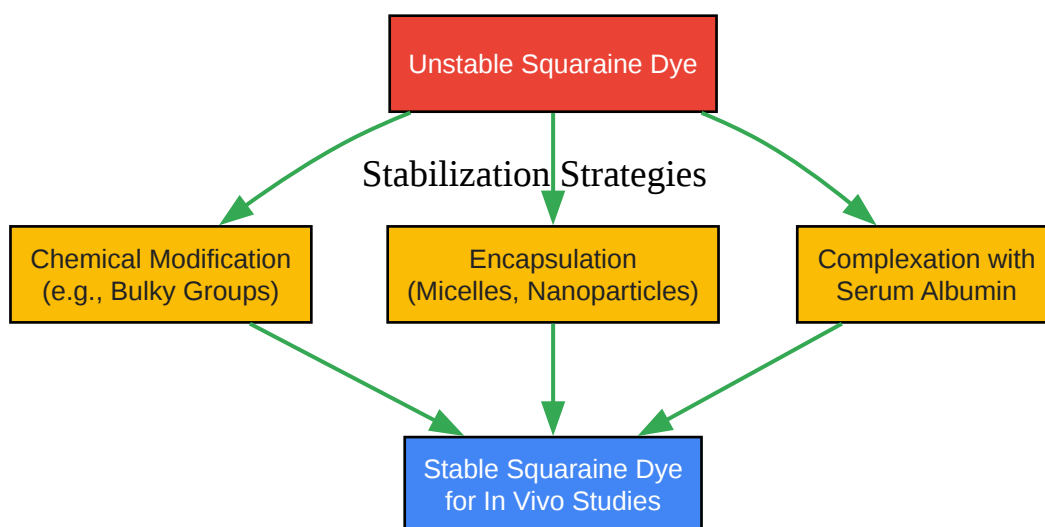 Unstable Squaraine Dye
Stabilization Strategies
Chemical Modification
(e.g., Bulky Groups)
Encapsulation
(Micelles, Nanoparticles)
Complexation with
Serum Albumin
Stable Squaraine Dye
for In Vivo Studies